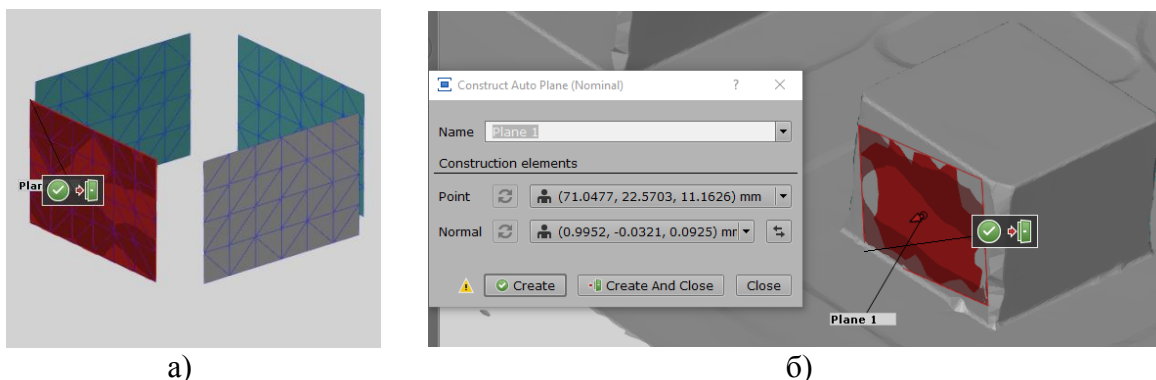 Construct Auto Plane (Nominal) ? ×
Name Plane 1
Construction elements
Point (71.0477, 22.5703, 11.1626) mm
Normal (0.9952, -0.0321, 0.0925) mr
Create Create And Close Close
Plar
Plane 1
а) б)